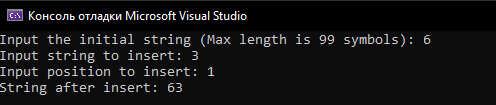 Консоль отладки Microsoft Visual Studio
Input the initial string (Max length is 99 symbols): 6
Input string to insert: 3
Input position to insert: 1
String after insert: 63